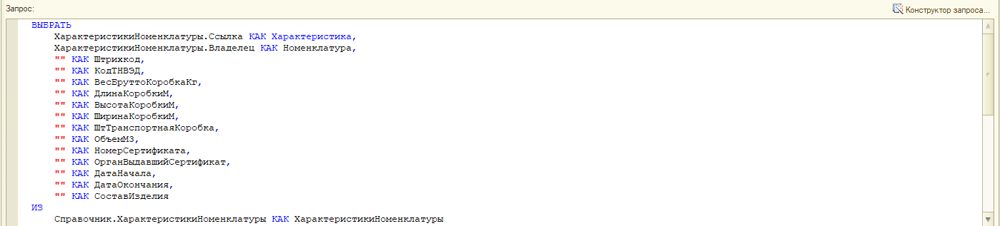 Запрос:
Конструктор запроса...
ВЫБРАТЬ
ХарактеристикиНоменклатуры.Ссылка КАК Характеристика,
ХарактеристикиНоменклатуры.Владелец КАК Номенклатура,
"" КАК Штрихкод,
"" КАК КодТНВЭД,
"" КАК ВесБруттоКоробкаКг,
"" КАК ДлинаКоробкиМ,
"" КАК ВысотаКоробкиМ,
"" КАК ШиринаКоробкиМ,
"" КАК ШтТранспортнаяКоробка,
"" КАК ОбъемМ3,
"" КАК НомерСертификата,
"" КАК ОрганВыдавшийСертификат,
"" КАК ДатаНачала,
"" КАК ДатаОкончания,
"" КАК СоставИзделия
ИЗ
Справочник.ХарактеристикиНоменклатуры КАК ХарактеристикиНоменклатуры